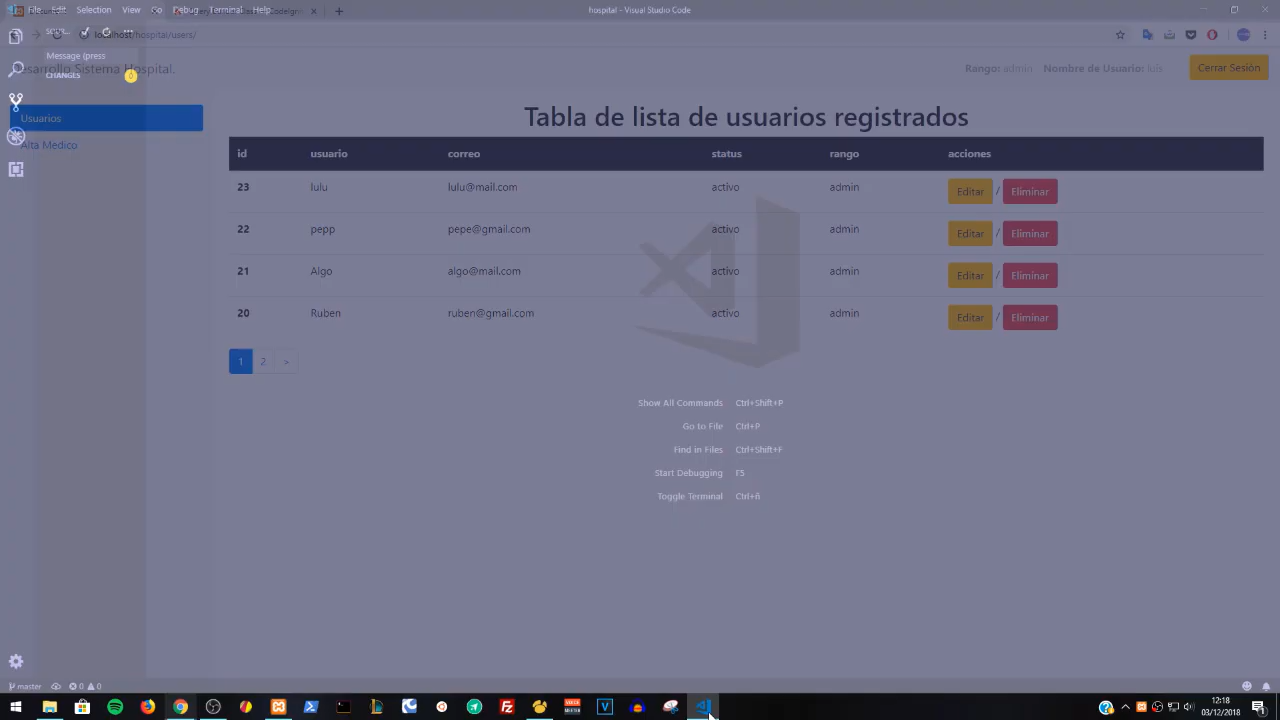 File Edit Selection View Go Debug Terminal Help
hospital - Visual Studio Code
localhost/hospital/users/
Message (press
CHANGES
Desarrollo Sistema Hospital.
Rango: admin Nombre de Usuario: luis
Cerrar Sesión
Usuarios
Alta Medico
Tabla de lista de usuarios registrados
id usuario correo status rango acciones
23 lulu lulu@mail.com activo admin Editar / Eliminar
22 pepp pepe@gmail.com activo admin Editar / Eliminar
21 Algo algo@mail.com activo admin Editar / Eliminar
20 Ruben ruben@gmail.com activo admin Editar / Eliminar
1 2 >
Show All Commands Ctrl+Shift+P
Go to File Ctrl+P
Find in Files Ctrl+Shift+F
Start Debugging F5
Toggle Terminal Ctrl+ñ
master 0 0
12:18
03/12/2018